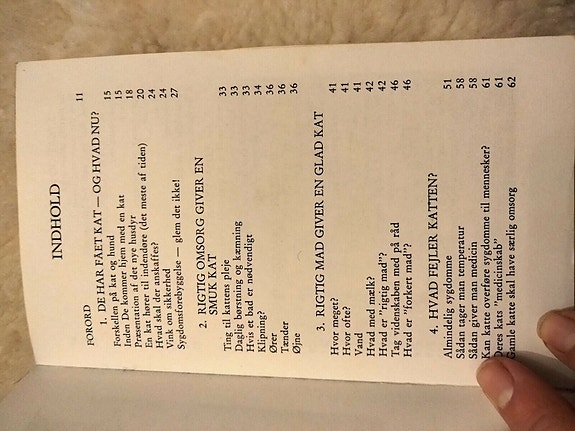 INDHOLD
FORORD 11
1. DE HAR FÅET KAT — OG HVAD NU?
Forskellen på kat og hund 15
Inden De kommer hjem med en kat 15
Præsentation af det nye husdyr 18
En kat hører til indendøre (det meste af tiden) 20
Hvad skal der anskaffes? 24
Vink om sikkerhed 24
Sygdomsforebyggelse — glem det ikke! 27
2. RIGTIG OMSORG GIVER EN
SMUK KAT
Ting til kattens pleje 33
Daglig børstning og kæmning 33
Hvis et bad er nødvendigt 33
Klipning? 34
Ører 36
Tænder 36
Øjne 36
3. RIGTIG MAD GIVER EN GLAD KAT
Hvor meget? 41
Hvor ofte? 41
Vand 41
Hvad med mælk? 42
Hvad er "rigtig mad"? 42
Tag videnskaben med på råd 46
Hvad er "forkert mad"? 46
4. HVAD FEJLER KATTEN?
Almindelig sygdomme 51
Sådan tager man temperatur 58
Sådan giver man medicin 58
Kan katte overføre sygdomme til mennesker? 61
Deres kats "medicinskab" 61
Gamle katte skal have særlig omsorg 62